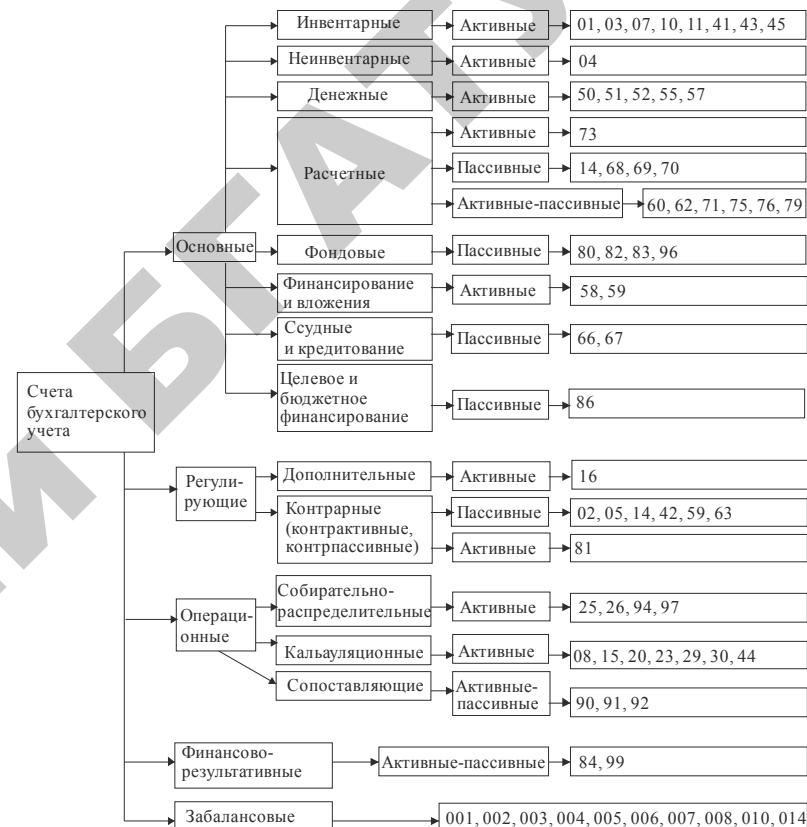 Инвентарные Активные 01, 03, 07, 10, 11, 41, 43, 45
Неинвентарные Активные 04
Денежные Активные 50, 51, 52, 55, 57
Расчетные
Активные 73
Пассивные 14, 68, 69, 70
Активные-пассивные 60, 62, 71, 75, 76, 79
Основные
Фондовые Пассивные 80, 82, 83, 96
Финансирование
и вложения
Активные 58, 59
Ссудные
и кредитование
Пассивные 66, 67
Целевое и
бюджетное
финансирование
Пассивные 86
Счета
бухгалтерского
учета
Регули-
рующие
Дополнительные Активные 16
Контрарные
(контрактивные,
контрпассивные)
Пассивные 02, 05, 14, 42, 59, 63
Активные 81
Операци-
онные
Собирательно-
распределительные
Активные 25, 26, 94, 97
Кальауляционные Активные 08, 15, 20, 23, 29, 30, 44
Сопоставляющие
Активные-
пассивные
90, 91, 92
Финансово-
результативные
Активные-пассивные 84, 99
Забалансовые 001, 002, 003, 004, 005, 006, 007, 008, 010, 014
БГАТУ